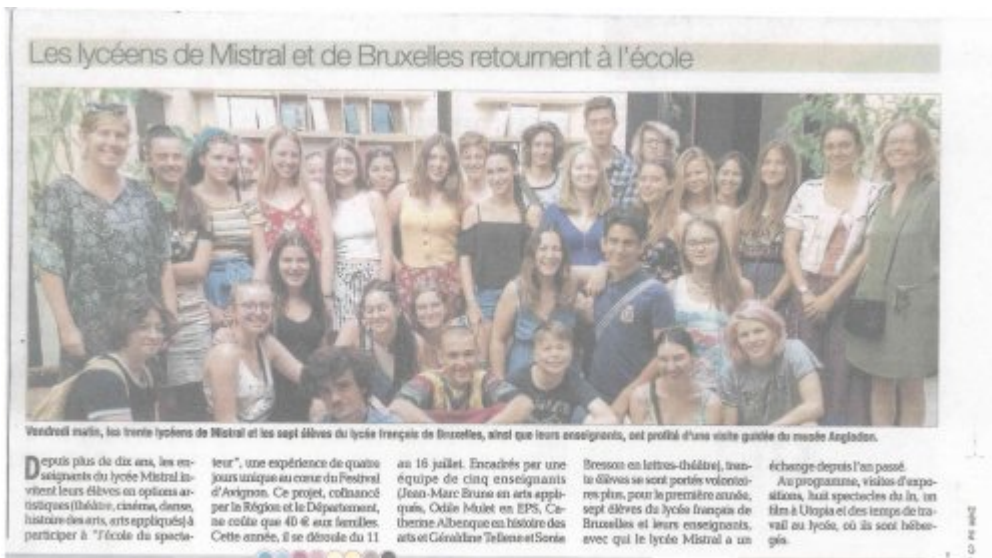 Les lycéens de Mistral et de Bruxelles retournent à l'école
Vendredi matin, les trente lycéens de Mistral et les sept élèves du lycée français de Bruxelles, ainsi que leurs enseignants, ont profité d'une visite guidée du musée Angladon.
Depuis plus de dix ans, les en-
seignants du lycée Mistral in-
vitent leurs élèves en options ar-
tistiques (théâtre, cinéma, danse,
histoire des arts, arts appliqués) à
participer à "l'école du specta-
teur", une expérience de quatre
jours unique au cœur du Festival
d'Avignon. Ce projet, cofinancé
par la Région et le Département,
ne coûte que 40 € aux familles.
Cette année, il se déroule du 11
au 16 juillet. Encadrés par une
équipe de cinq enseignants
(Jean-Marc Bruno en arts appli-
qués, Odile Mulet en EPS, Ca-
therine Albenque en histoire des
arts et Géraldine Tellene et Sonie
Bresson en lettres-théâtre), tren-
te élèves se sont portés volontai-
res plus, pour la première année,
sept élèves du lycée français de
Bruxelles et leurs enseignants,
avec qui le lycée Mistral a un
échange depuis l'an passé.
Au programme, visites d'expo-
sitions, huit spectacles du in, un
film à Utopia et des temps de tra-
vail au lycée, où ils sont héber-
gés.